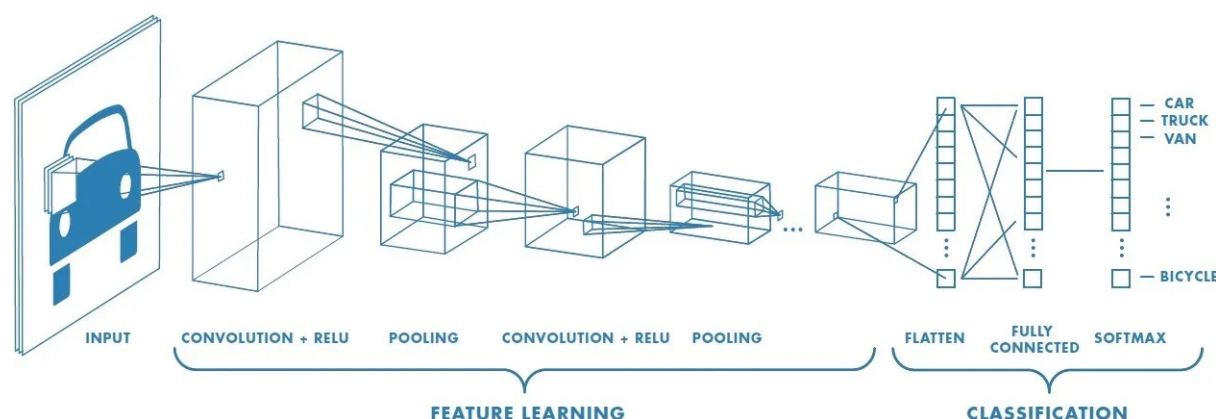 CAR
TRUCK
VAN
BICYCLE
INPUT
CONVOLUTION + RELU
POOLING
CONVOLUTION + RELU
POOLING
FLATTEN
FULLY
CONNECTED
SOFTMAX
FEATURE LEARNING
CLASSIFICATION